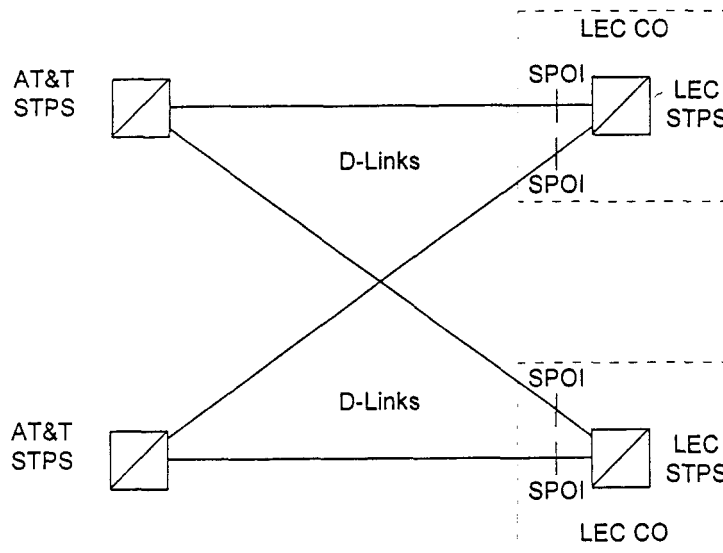 LEC CO
AT&T
STPS
SPOI
LEC
STPS
D-Links
SPOI
SPOI
D-Links
AT&T
STPS
LEC
STPS
SPOI
LEC CO